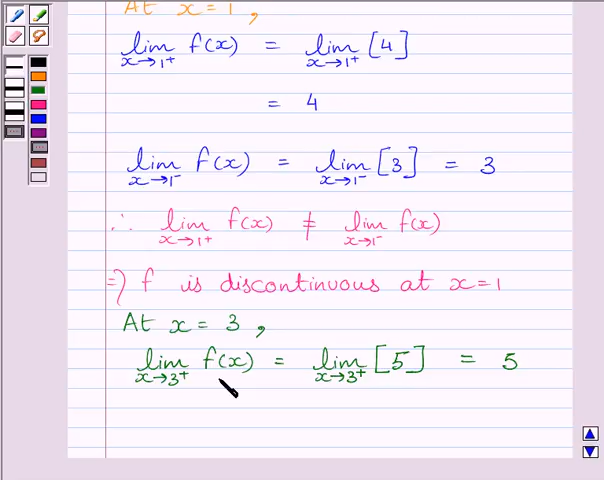 At x = 1,
lim x→1⁺ f(x) = lim x→1⁺ [4]
= 4
lim x→1⁻ f(x) = lim x→1⁻ [3] = 3
∴ lim x→1⁺ f(x) ≠ lim x→1⁻ f(x)
=) f is discontinuous at x=1
At x = 3,
lim x→3⁺ f(x) = lim x→3⁺ [5] = 5